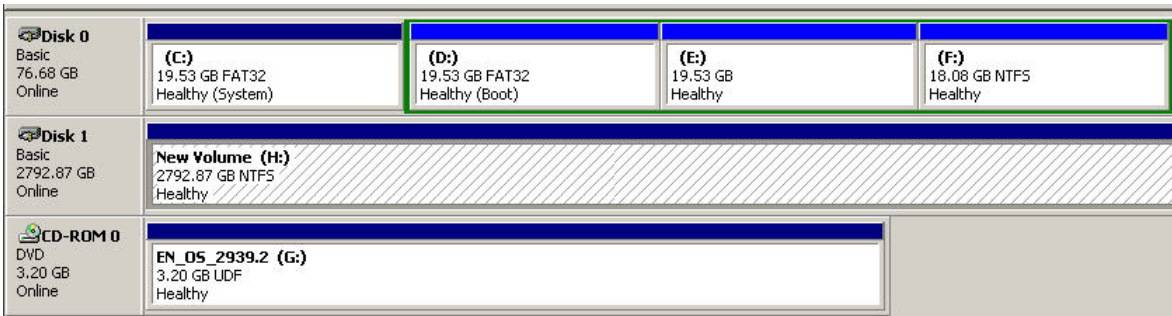 Disk 0
Basic
76.68 GB
Online
(C:)
19.53 GB FAT32
Healthy (System)
(D:)
19.53 GB FAT32
Healthy (Boot)
(E:)
19.53 GB
Healthy
(F:)
18.08 GB NTFS
Healthy
Disk 1
Basic
2792.87 GB
Online
New Volume (H:)
2792.87 GB NTFS
Healthy
CD-ROM 0
DVD
3.20 GB
Online
EN_OS_2939.2 (G:)
3.20 GB UDF
Healthy